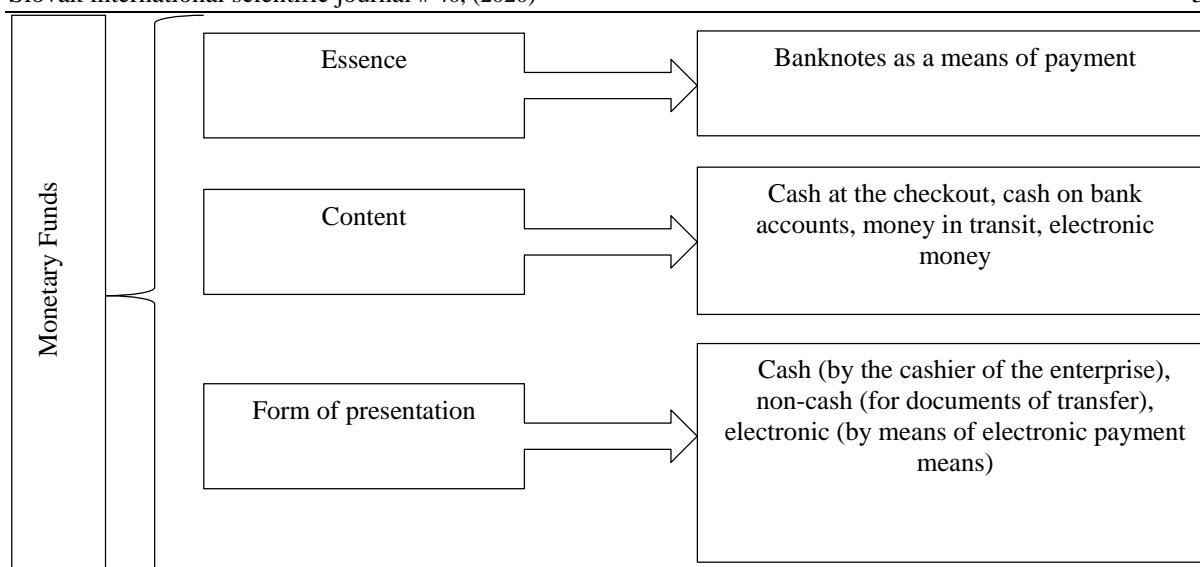 Monetary Funds
Essence
Banknotes as a means of payment
Content
Cash at the checkout, cash on bank
accounts, money in transit, electronic
money
Form of presentation
Cash (by the cashier of the enterprise),
non-cash (for documents of transfer),
electronic (by means of electronic payment
means)